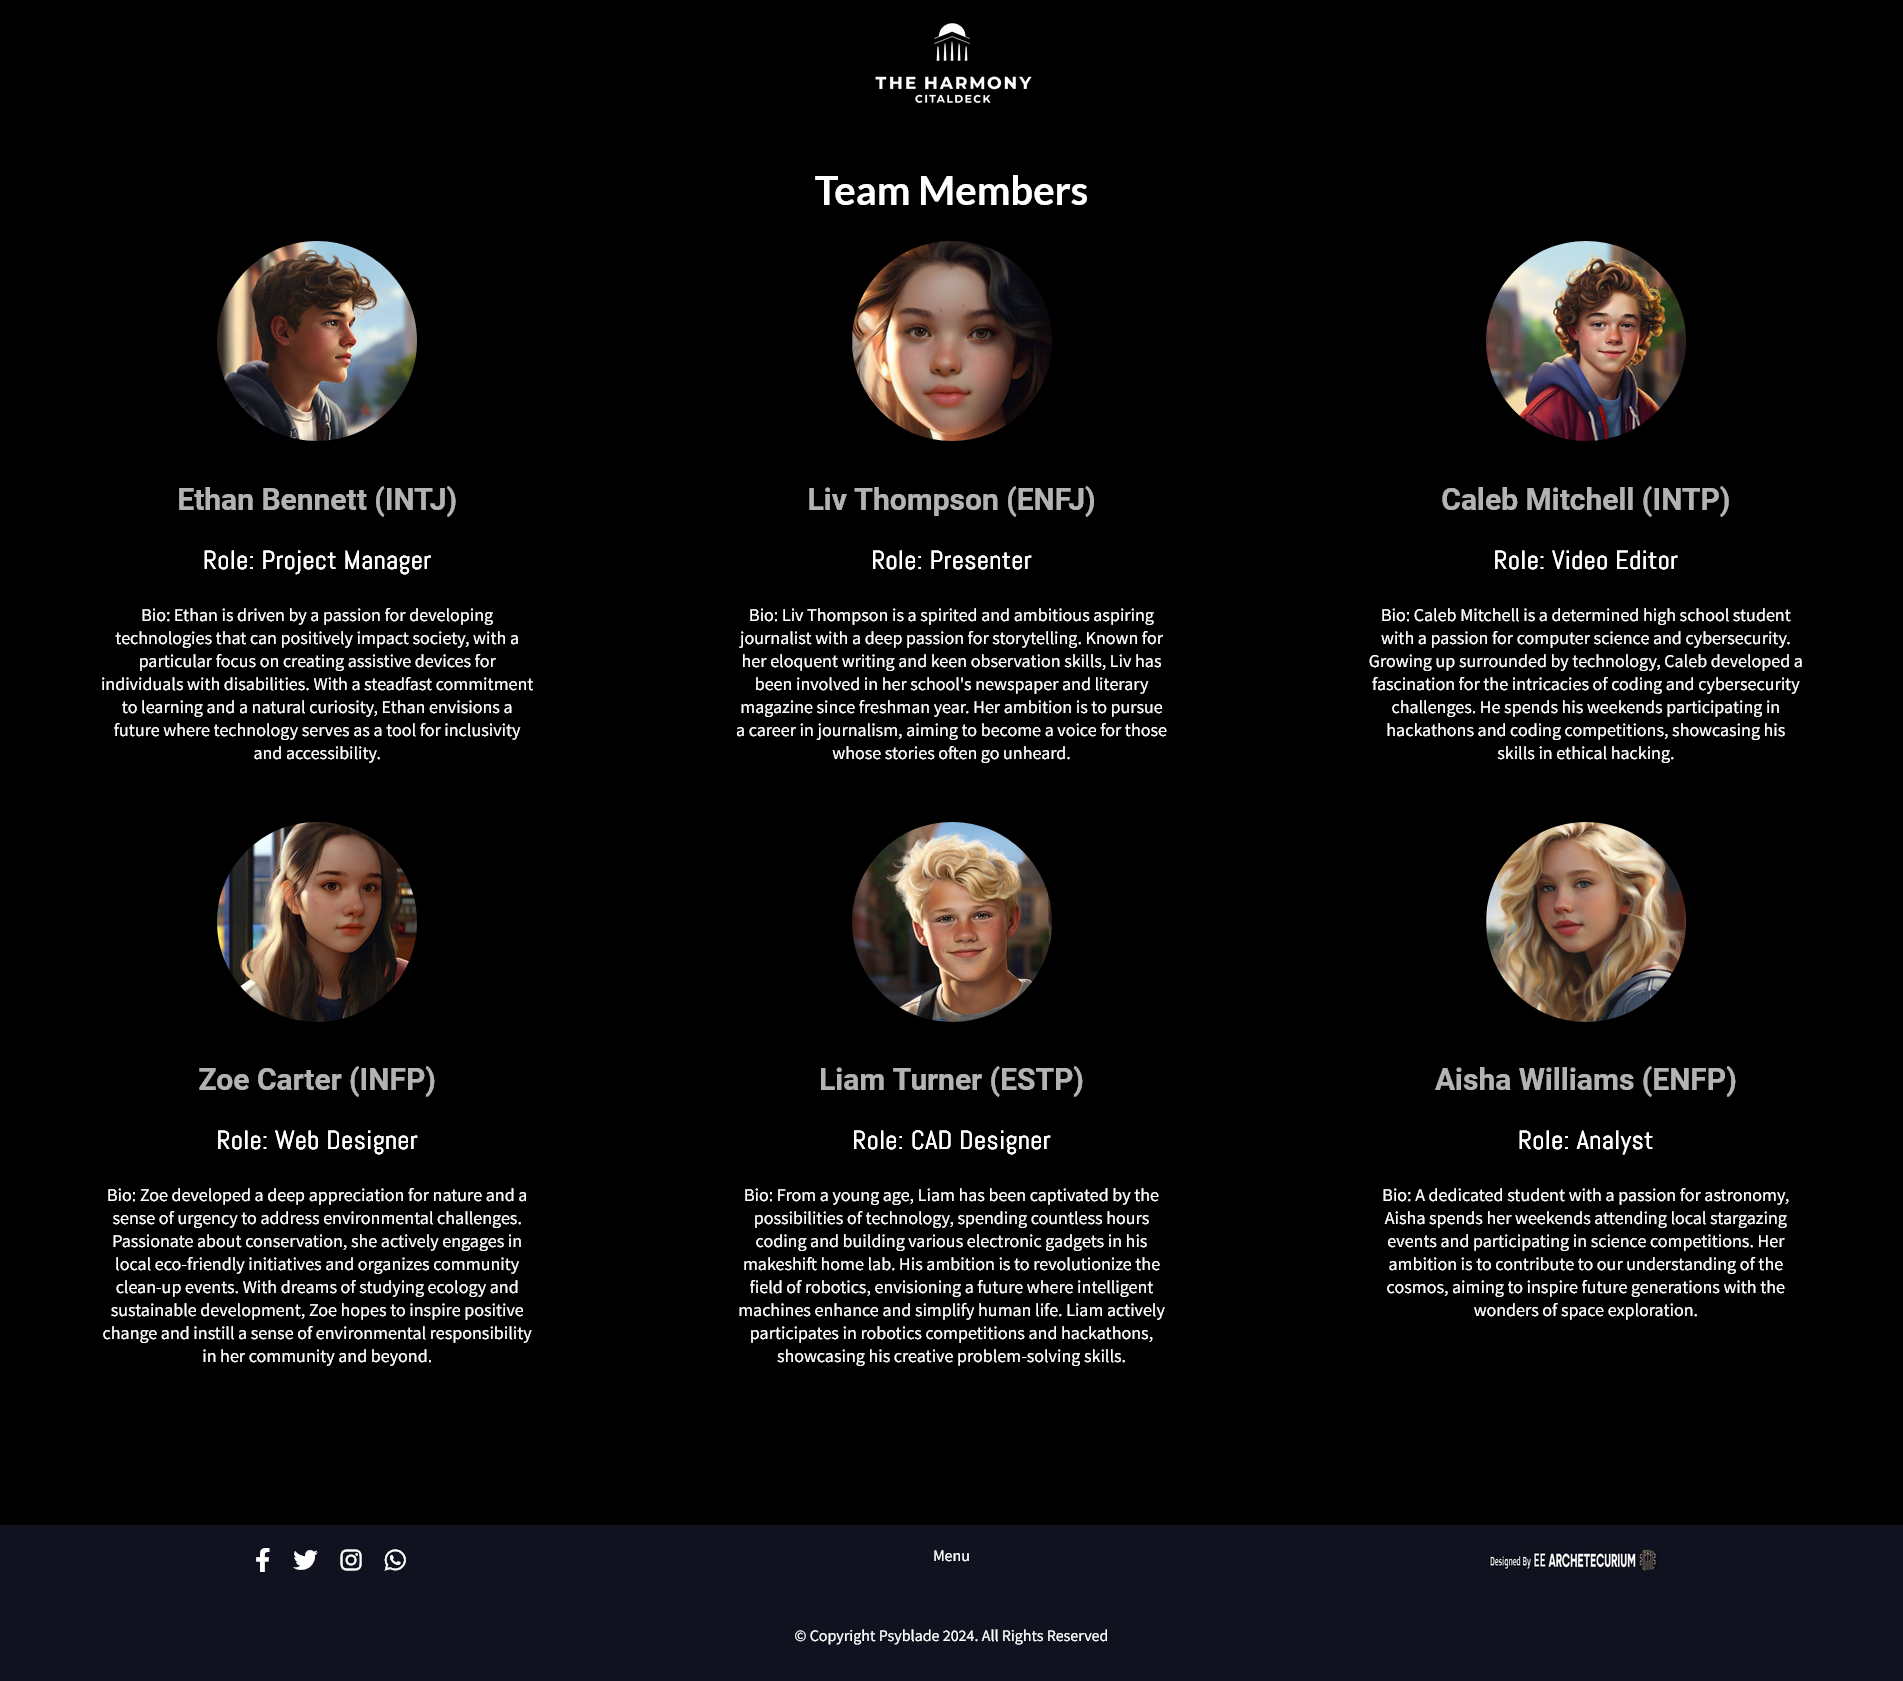 THE HARMONY
CITALDECK
Team Members
Ethan Bennett (INTJ)
Role: Project Manager
Bio: Ethan is driven by a passion for developing
technologies that can positively impact society, with a
particular focus on creating assistive devices for
individuals with disabilities. With a steadfast commitment
to learning and a natural curiosity, Ethan envisions a
future where technology serves as a tool for inclusivity
and accessibility.
Liv Thompson (ENFJ)
Role: Presenter
Bio: Liv Thompson is a spirited and ambitious aspiring
journalist with a deep passion for storytelling. Known for
her eloquent writing and keen observation skills, Liv has
been involved in her school's newspaper and literary
magazine since freshman year. Her ambition is to pursue
a career in journalism, aiming to become a voice for those
whose stories often go unheard.
Caleb Mitchell (INTP)
Role: Video Editor
Bio: Caleb Mitchell is a determined high school student
with a passion for computer science and cybersecurity.
Growing up surrounded by technology, Caleb developed a
fascination for the intricacies of coding and cybersecurity
challenges. He spends his weekends participating in
hackathons and coding competitions, showcasing his
skills in ethical hacking.
Zoe Carter (INFP)
Role: Web Designer
Bio: Zoe developed a deep appreciation for nature and a
sense of urgency to address environmental challenges.
Passionate about conservation, she actively engages in
local eco-friendly initiatives and organizes community
clean-up events. With dreams of studying ecology and
sustainable development, Zoe hopes to inspire positive
change and instill a sense of environmental responsibility
in her community and beyond.
Liam Turner (ESTP)
Role: CAD Designer
Bio: From a young age, Liam has been captivated by the
possibilities of technology, spending countless hours
coding and building various electronic gadgets in his
makeshift home lab. His ambition is to revolutionize the
field of robotics, envisioning a future where intelligent
machines enhance and simplify human life. Liam actively
participates in robotics competitions and hackathons,
showcasing his creative problem-solving skills.
Aisha Williams (ENFP)
Role: Analyst
Bio: A dedicated student with a passion for astronomy,
Aisha spends her weekends attending local stargazing
events and participating in science competitions. Her
ambition is to contribute to our understanding of the
cosmos, aiming to inspire future generations with the
wonders of space exploration.
Menu
Designed By EE ARCHETECURIUM
© Copyright Psyblade 2024. All Rights Reserved